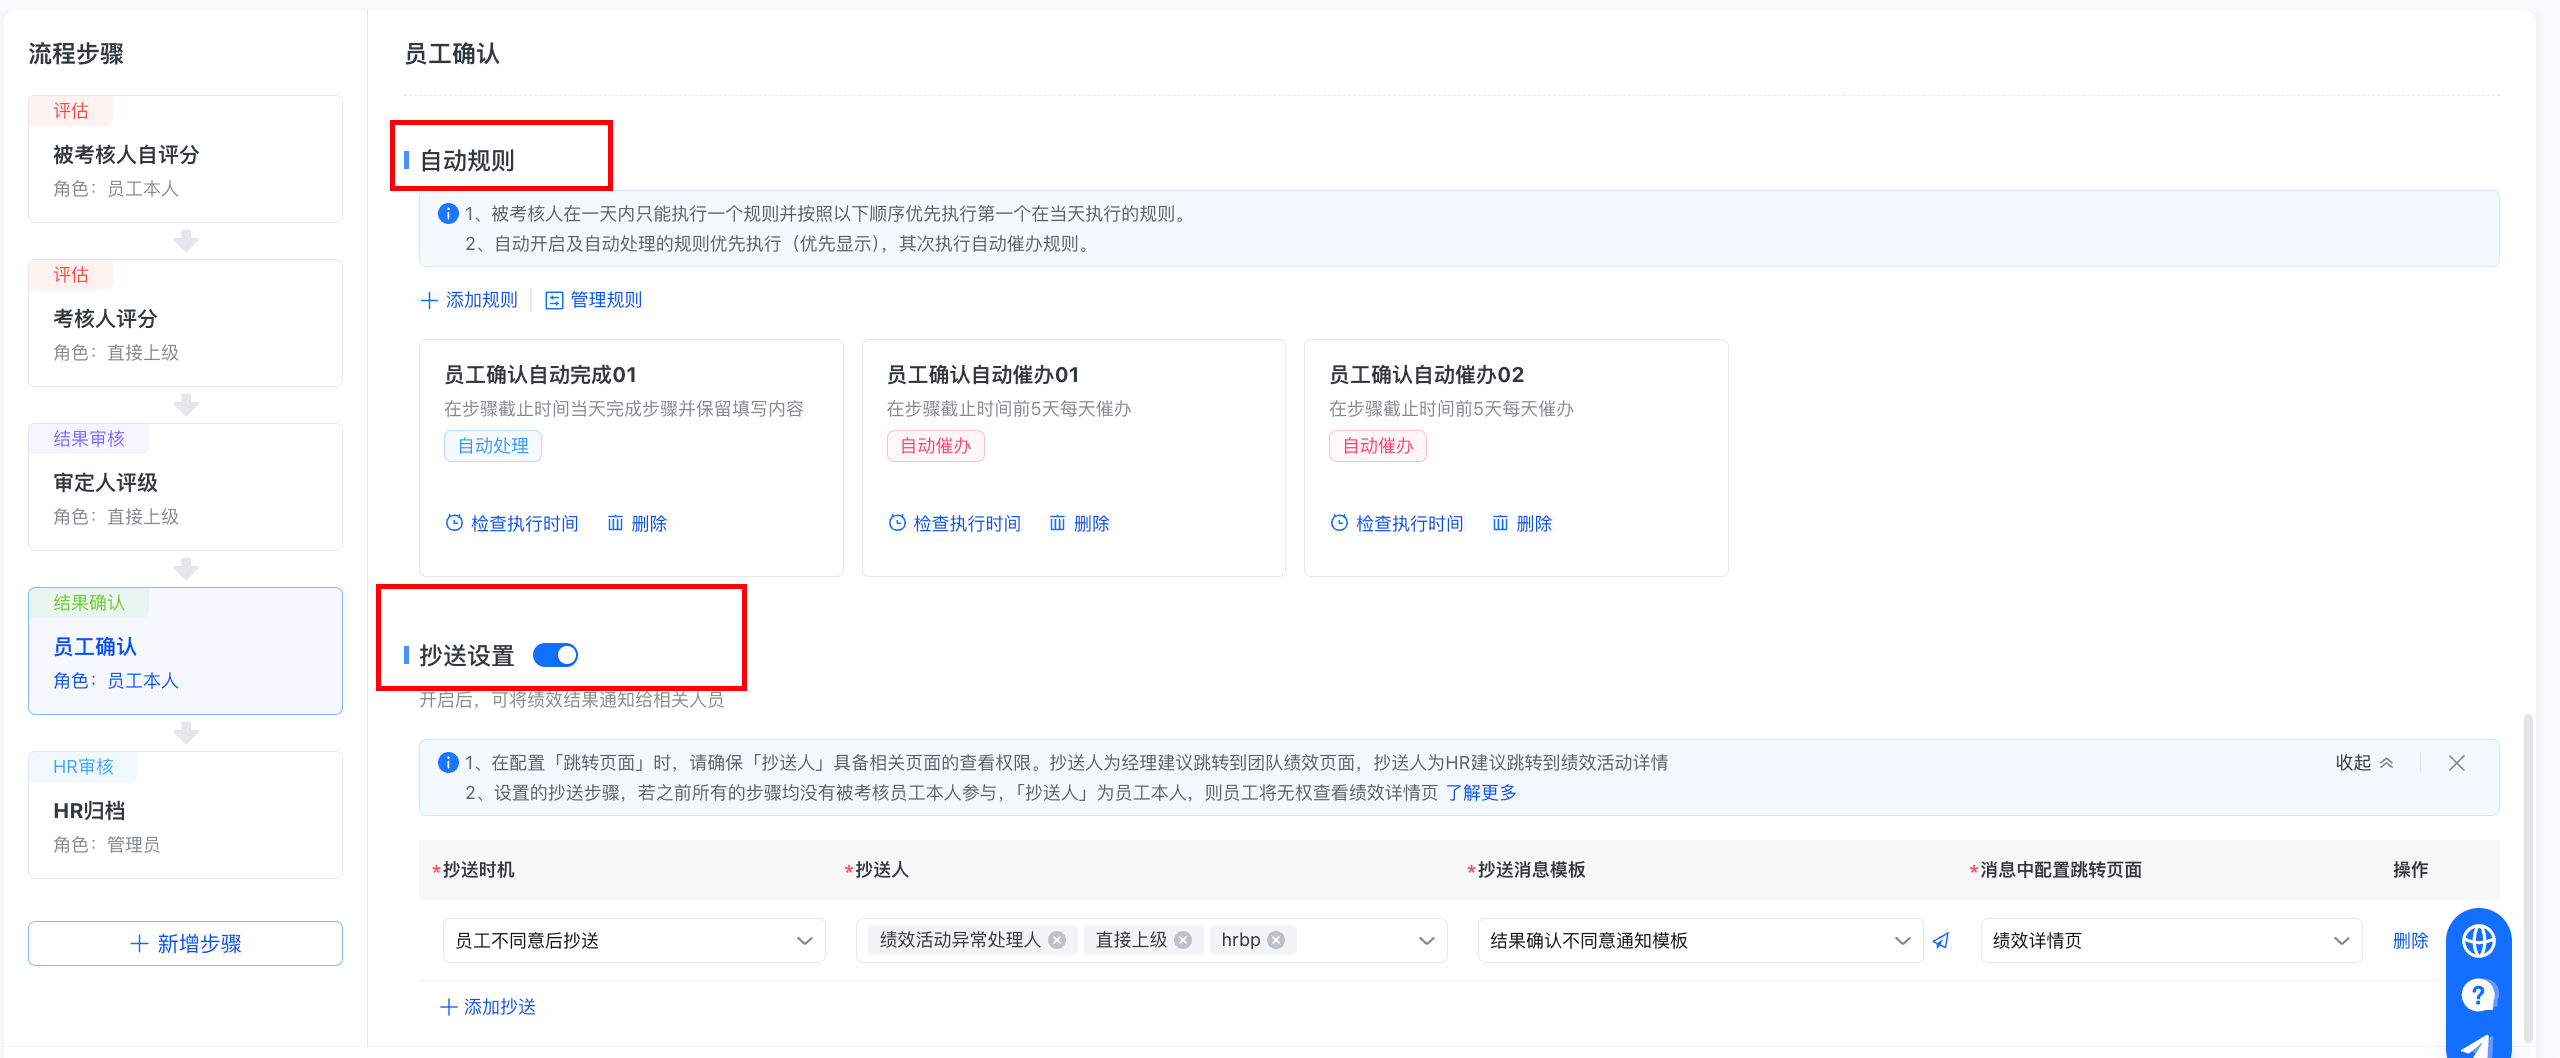 流程步骤
评估
被考核人自评分
角色：员工本人
评估
考核人评分
角色：直接上级
结果审核
审定人评级
角色：直接上级
结果确认
员工确认
角色：员工本人
HR审核
HR归档
角色：管理员
新增步骤
员工确认
自动规则
1、被考核人在一天内只能执行一个规则并按照以下顺序优先执行第一个在当天执行的规则。
2、自动开启及自动处理的规则优先执行（优先显示），其次执行自动催办规则。
添加规则 管理规则
员工确认自动完成01
在步骤截止时间当天完成步骤并保留填写内容
自动处理
检查执行时间 删除
员工确认自动催办01
在步骤截止时间前5天每天催办
自动催办
检查执行时间 删除
员工确认自动催办02
在步骤截止时间前5天每天催办
自动催办
检查执行时间 删除
抄送设置
开启后，可将绩效结果通知给相关人员
1、在配置「跳转页面」时，请确保「抄送人」具备相关页面的查看权限。抄送人为经理建议跳转到团队绩效页面，抄送人为HR建议跳转到绩效活动详情 收起
2、设置的抄送步骤，若之前所有的步骤均没有被考核员工本人参与，「抄送人」为员工本人，则员工将无权查看绩效详情页 了解更多
*抄送时机 *抄送人 *抄送消息模板 *消息中配置跳转页面 操作
员工不同意后抄送 绩效活动异常处理人 直接上级 hrbp 结果确认不同意通知模板 绩效详情页 删除
添加抄送